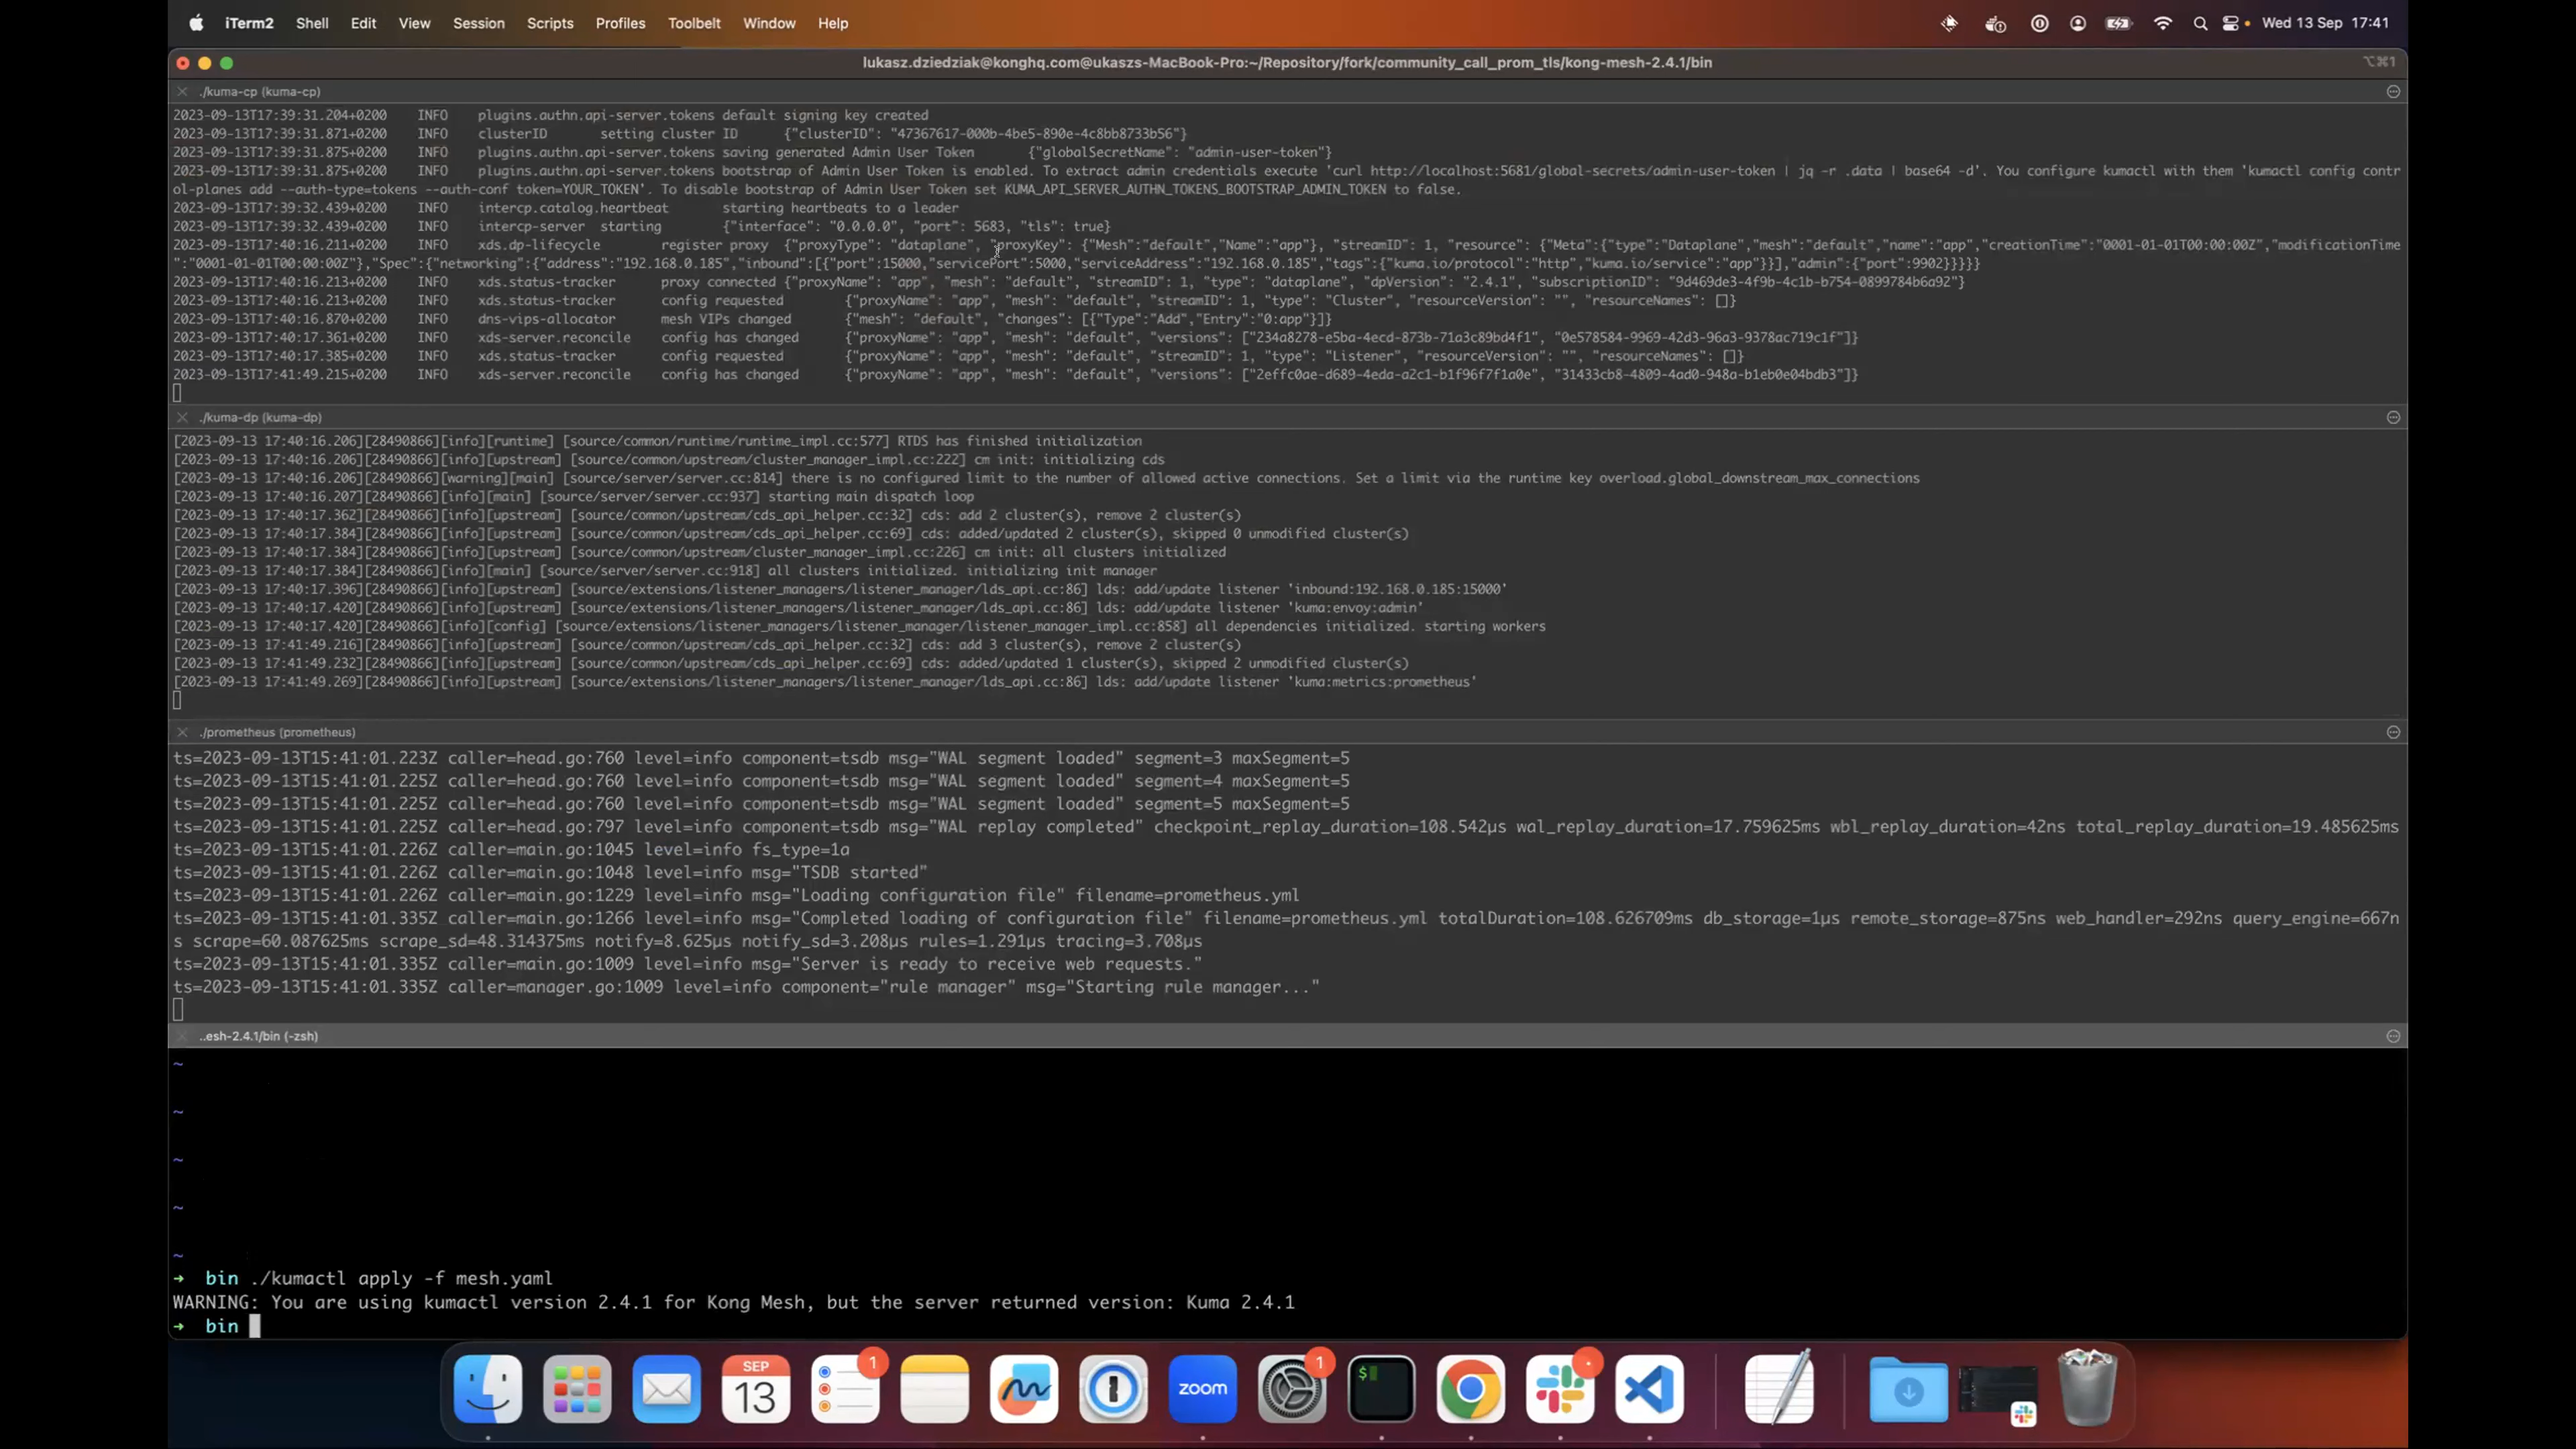 iTerm2 Shell Edit View Session Scripts Profiles Toolbelt Window Help Wed 13 Sep 17:41
lukasz.dziedziak@konghq.com@ukaszs-MacBook-Pro:~/Repository/fork/community_call_prom_tls/kong-mesh-2.4.1/bin ⌥⌘1
./kuma-cp (kuma-cp)
2023-09-13T17:39:31.204+0200 INFO plugins.authn.api-server.tokens default signing key created
2023-09-13T17:39:31.871+0200 INFO clusterID setting cluster ID {"clusterID": "47367617-000b-4be5-890e-4c8bb8733b56"}
2023-09-13T17:39:31.875+0200 INFO plugins.authn.api-server.tokens saving generated Admin User Token {"globalSecretName": "admin-user-token"}
2023-09-13T17:39:31.875+0200 INFO plugins.authn.api-server.tokens bootstrap of Admin User Token is enabled. To extract admin credentials execute 'curl http://localhost:5681/global-secrets/admin-user-token | jq -r .data | base64 -d'. You configure kumactl with them 'kumactl config contr
ol-planes add --auth-type=tokens --auth-conf token=YOUR_TOKEN'. To disable bootstrap of Admin User Token set KUMA_API_SERVER_AUTHN_TOKENS_BOOTSTRAP_ADMIN_TOKEN to false.
2023-09-13T17:39:32.439+0200 INFO intercp.catalog.heartbeat starting heartbeats to a leader
2023-09-13T17:39:32.439+0200 INFO intercp-server starting {"interface": "0.0.0.0", "port": 5683, "tls": true}
2023-09-13T17:40:16.211+0200 INFO xds.dp-lifecycle register proxy {"proxyType": "dataplane", "proxyKey": {"Mesh":"default","Name":"app"}, "streamID": 1, "resource": {"Meta":{"type":"Dataplane","mesh":"default","name":"app","creationTime":"0001-01-01T00:00:00Z","modificationTime
":"0001-01-01T00:00:00Z"},"Spec":{"networking":{"address":"192.168.0.185","inbound":[{"port":15000,"servicePort":5000,"serviceAddress":"192.168.0.185","tags":{"kuma.io/protocol":"http","kuma.io/service":"app"}}],"admin":{"port":9902}}}}}
2023-09-13T17:40:16.213+0200 INFO xds.status-tracker proxy connected {"proxyName": "app", "mesh": "default", "streamID": 1, "type": "dataplane", "dpVersion": "2.4.1", "subscriptionID": "9d469de3-4f9b-4c1b-b754-0899784b6a92"}
2023-09-13T17:40:16.213+0200 INFO xds.status-tracker config requested {"proxyName": "app", "mesh": "default", "streamID": 1, "type": "Cluster", "resourceVersion": "", "resourceNames": []}
2023-09-13T17:40:16.870+0200 INFO dns-vips-allocator mesh VIPs changed {"mesh": "default", "changes": [{"Type":"Add","Entry":"0:app"}]}
2023-09-13T17:40:17.361+0200 INFO xds-server.reconcile config has changed {"proxyName": "app", "mesh": "default", "versions": ["234a8278-e5ba-4ecd-873b-71a3c89bd4f1", "0e578584-9969-42d3-96a3-9378ac719c1f"]}
2023-09-13T17:40:17.385+0200 INFO xds.status-tracker config requested {"proxyName": "app", "mesh": "default", "streamID": 1, "type": "Listener", "resourceVersion": "", "resourceNames": []}
2023-09-13T17:41:49.215+0200 INFO xds-server.reconcile config has changed {"proxyName": "app", "mesh": "default", "versions": ["2effc0ae-d689-4eda-a2c1-b1f96f7f1a0e", "31433cb8-4809-4ad0-948a-b1eb0e04bdb3"]}
./kuma-dp (kuma-dp)
[2023-09-13 17:40:16.206][28490866][info][runtime] [source/common/runtime/runtime_impl.cc:577] RTDS has finished initialization
[2023-09-13 17:40:16.206][28490866][info][upstream] [source/common/upstream/cluster_manager_impl.cc:222] cm init: initializing cds
[2023-09-13 17:40:16.206][28490866][warning][main] [source/server/server.cc:814] there is no configured limit to the number of allowed active connections. Set a limit via the runtime key overload.global_downstream_max_connections
[2023-09-13 17:40:16.207][28490866][info][main] [source/server/server.cc:937] starting main dispatch loop
[2023-09-13 17:40:17.362][28490866][info][upstream] [source/common/upstream/cds_api_helper.cc:32] cds: add 2 cluster(s), remove 2 cluster(s)
[2023-09-13 17:40:17.384][28490866][info][upstream] [source/common/upstream/cds_api_helper.cc:69] cds: added/updated 2 cluster(s), skipped 0 unmodified cluster(s)
[2023-09-13 17:40:17.384][28490866][info][upstream] [source/common/upstream/cluster_manager_impl.cc:226] cm init: all clusters initialized
[2023-09-13 17:40:17.384][28490866][info][main] [source/server/server.cc:918] all clusters initialized. initializing init manager
[2023-09-13 17:40:17.396][28490866][info][upstream] [source/extensions/listener_managers/listener_manager/lds_api.cc:86] lds: add/update listener 'inbound:192.168.0.185:15000'
[2023-09-13 17:40:17.420][28490866][info][upstream] [source/extensions/listener_managers/listener_manager/lds_api.cc:86] lds: add/update listener 'kuma:envoy:admin'
[2023-09-13 17:40:17.420][28490866][info][config] [source/extensions/listener_managers/listener_manager/listener_manager_impl.cc:858] all dependencies initialized. starting workers
[2023-09-13 17:41:49.216][28490866][info][upstream] [source/common/upstream/cds_api_helper.cc:32] cds: add 3 cluster(s), remove 2 cluster(s)
[2023-09-13 17:41:49.232][28490866][info][upstream] [source/common/upstream/cds_api_helper.cc:69] cds: added/updated 1 cluster(s), skipped 2 unmodified cluster(s)
[2023-09-13 17:41:49.269][28490866][info][upstream] [source/extensions/listener_managers/listener_manager/lds_api.cc:86] lds: add/update listener 'kuma:metrics:prometheus'
./prometheus (prometheus)
ts=2023-09-13T15:41:01.223Z caller=head.go:760 level=info component=tsdb msg="WAL segment loaded" segment=3 maxSegment=5
ts=2023-09-13T15:41:01.225Z caller=head.go:760 level=info component=tsdb msg="WAL segment loaded" segment=4 maxSegment=5
ts=2023-09-13T15:41:01.225Z caller=head.go:760 level=info component=tsdb msg="WAL segment loaded" segment=5 maxSegment=5
ts=2023-09-13T15:41:01.225Z caller=head.go:797 level=info component=tsdb msg="WAL replay completed" checkpoint_replay_duration=108.542µs wal_replay_duration=17.759625ms wbl_replay_duration=42ns total_replay_duration=19.485625ms
ts=2023-09-13T15:41:01.226Z caller=main.go:1045 level=info fs_type=1a
ts=2023-09-13T15:41:01.226Z caller=main.go:1048 level=info msg="TSDB started"
ts=2023-09-13T15:41:01.226Z caller=main.go:1229 level=info msg="Loading configuration file" filename=prometheus.yml
ts=2023-09-13T15:41:01.335Z caller=main.go:1266 level=info msg="Completed loading of configuration file" filename=prometheus.yml totalDuration=108.626709ms db_storage=1µs remote_storage=875ns web_handler=292ns query_engine=667n
s scrape=60.087625ms scrape_sd=48.314375ms notify=8.625µs notify_sd=3.208µs rules=1.291µs tracing=3.708µs
ts=2023-09-13T15:41:01.335Z caller=main.go:1009 level=info msg="Server is ready to receive web requests."
ts=2023-09-13T15:41:01.335Z caller=manager.go:1009 level=info component="rule manager" msg="Starting rule manager..."
..esh-2.4.1/bin (-zsh)
~
~
~
~
~
➜ bin ./kumactl apply -f mesh.yaml
WARNING: You are using kumactl version 2.4.1 for Kong Mesh, but the server returned version: Kuma 2.4.1
➜ bin
SEP
13
1
zoom
1
$